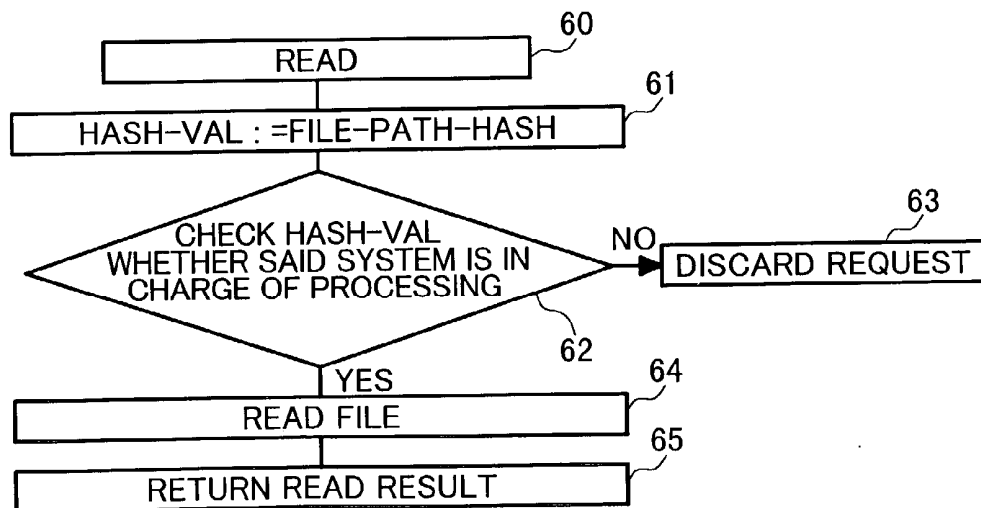 60
READ
61
HASH-VAL : =FILE-PATH-HASH
CHECK HASH-VAL
WHETHER SAID SYSTEM IS IN
CHARGE OF PROCESSING
62
NO
63
DISCARD REQUEST
YES
64
READ FILE
65
RETURN READ RESULT